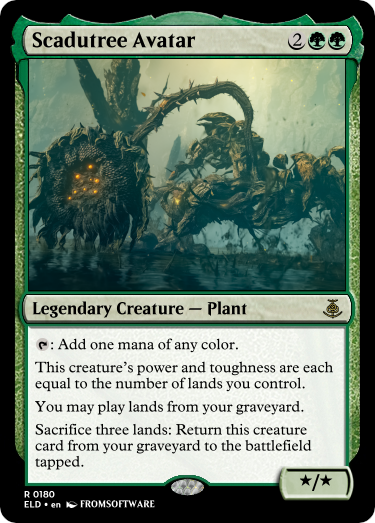 Scadutree Avatar 2
Legendary Creature — Plant
: Add one mana of any color.
This creature's power and toughness are each
equal to the number of lands you control.
You may play lands from your graveyard.
Sacrifice three lands: Return this creature
card from your graveyard to the battlefield
tapped.
*/*
R 0180
ELD • en FROMSOFTWARE